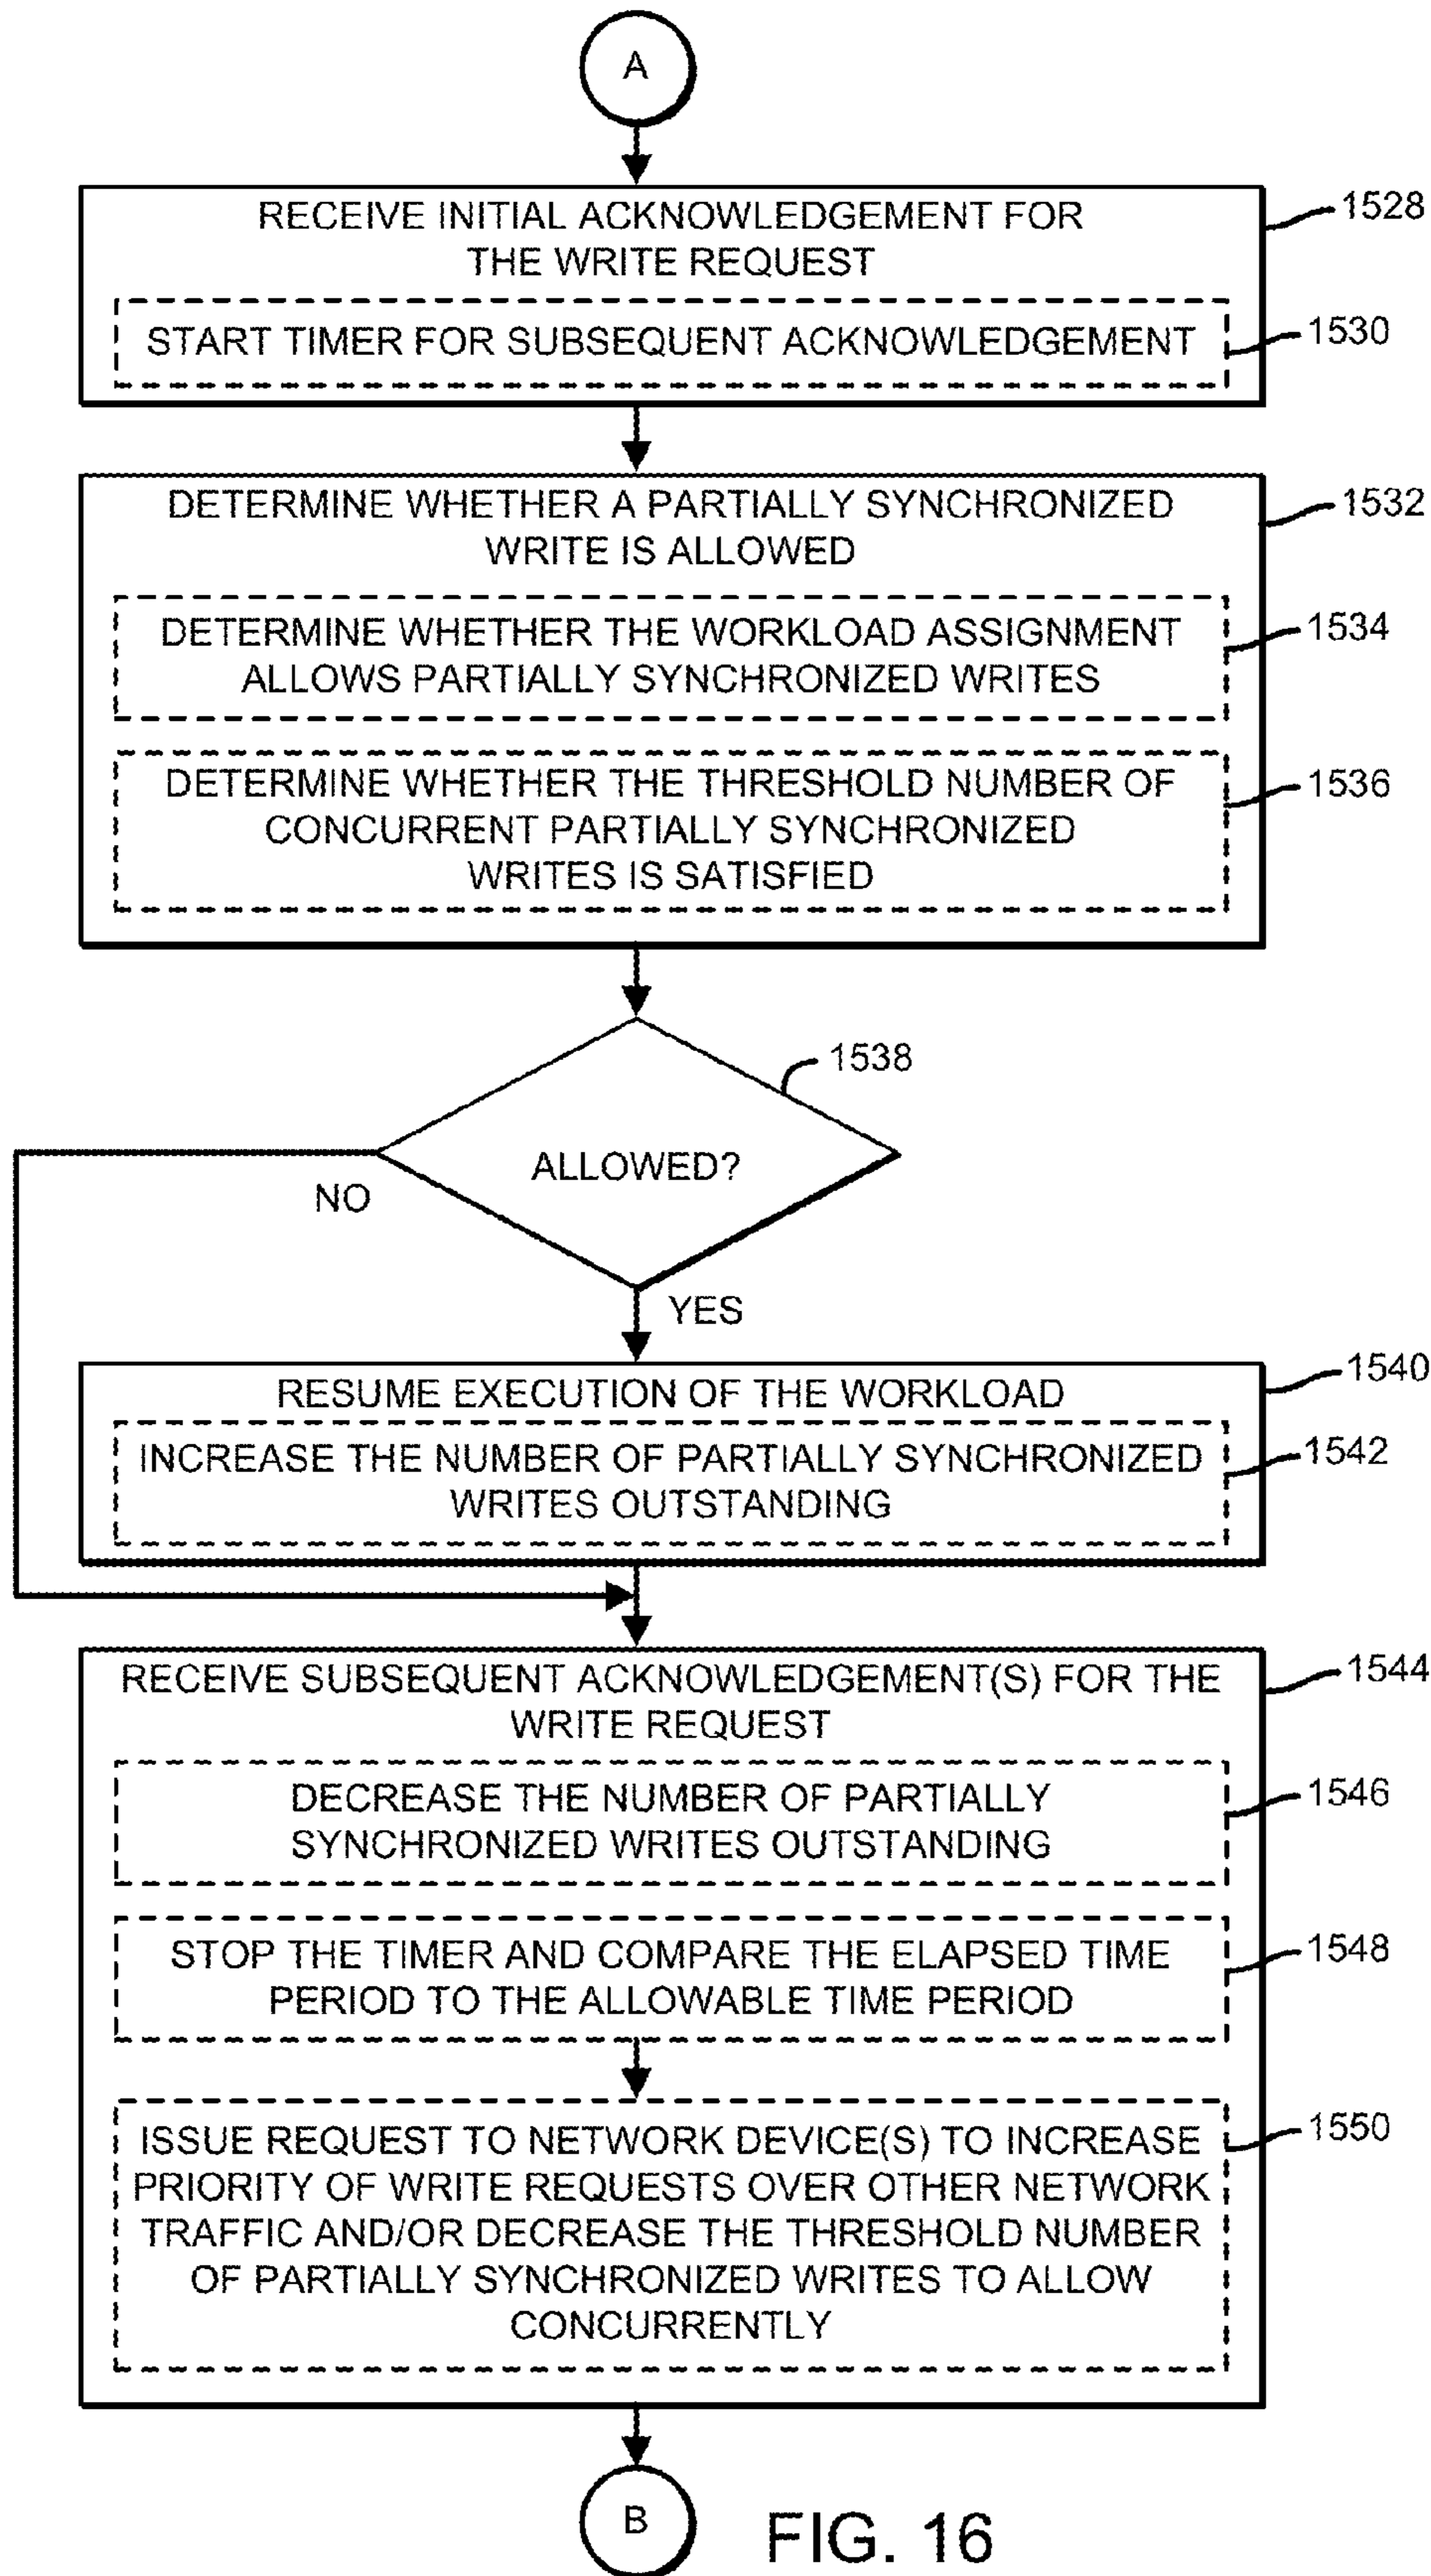 A
RECEIVE INITIAL ACKNOWLEDGEMENT FOR
THE WRITE REQUEST
1528
START TIMER FOR SUBSEQUENT ACKNOWLEDGEMENT
1530
DETERMINE WHETHER A PARTIALLY SYNCHRONIZED
WRITE IS ALLOWED
1532
DETERMINE WHETHER THE WORKLOAD ASSIGNMENT
ALLOWS PARTIALLY SYNCHRONIZED WRITES
1534
DETERMINE WHETHER THE THRESHOLD NUMBER OF
CONCURRENT PARTIALLY SYNCHRONIZED
WRITES IS SATISFIED
1536
1538
ALLOWED?
NO
YES
RESUME EXECUTION OF THE WORKLOAD
1540
INCREASE THE NUMBER OF PARTIALLY SYNCHRONIZED
WRITES OUTSTANDING
1542
RECEIVE SUBSEQUENT ACKNOWLEDGEMENT(S) FOR THE
WRITE REQUEST
1544
DECREASE THE NUMBER OF PARTIALLY
SYNCHRONIZED WRITES OUTSTANDING
1546
STOP THE TIMER AND COMPARE THE ELAPSED TIME
PERIOD TO THE ALLOWABLE TIME PERIOD
1548
ISSUE REQUEST TO NETWORK DEVICE(S) TO INCREASE
PRIORITY OF WRITE REQUESTS OVER OTHER NETWORK
TRAFFIC AND/OR DECREASE THE THRESHOLD NUMBER
OF PARTIALLY SYNCHRONIZED WRITES TO ALLOW
CONCURRENTLY
1550
B
FIG. 16